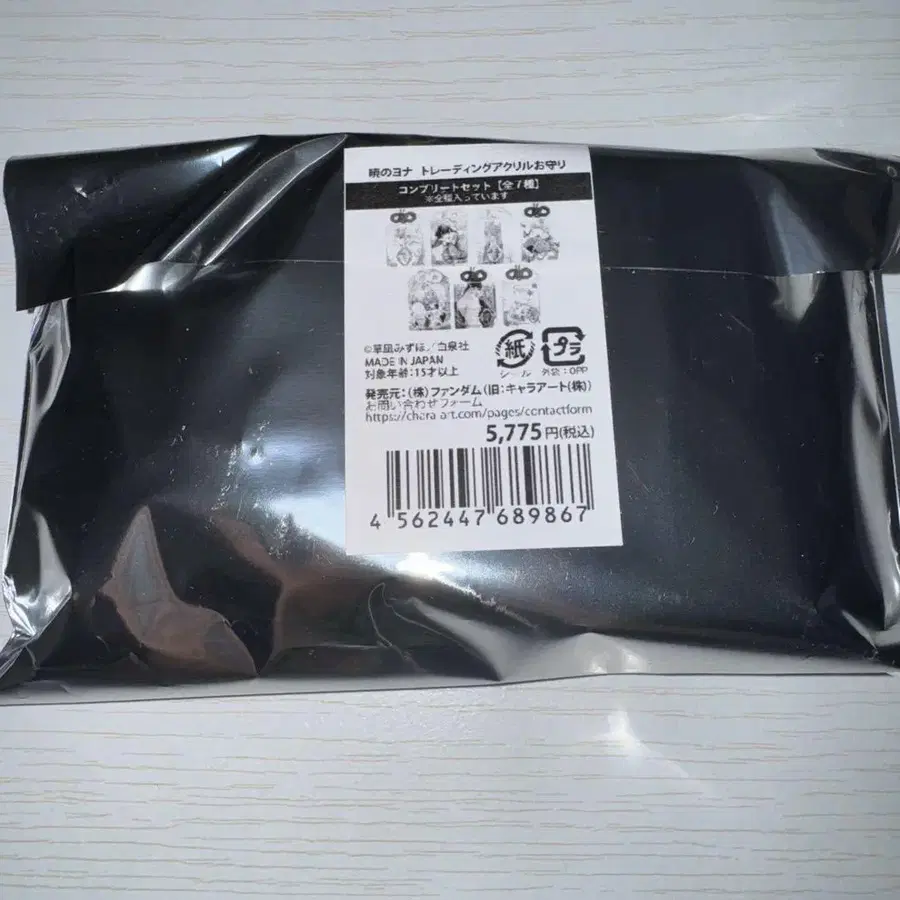 暁のヨナ トレーディングアクリルお守り
コンプリートセット【全7種】
※全種入っています
©草凪みずほ／白泉社
MADE IN JAPAN
対象年齢:15才以上
紙
シール
プラ
外袋:OPP
発売元:(株)ファンダム(旧:キャラアート(株))
お問い合わせフォーム
https://chara-art.com/pages/contactform
5,775円(税込)
4 562447 689867